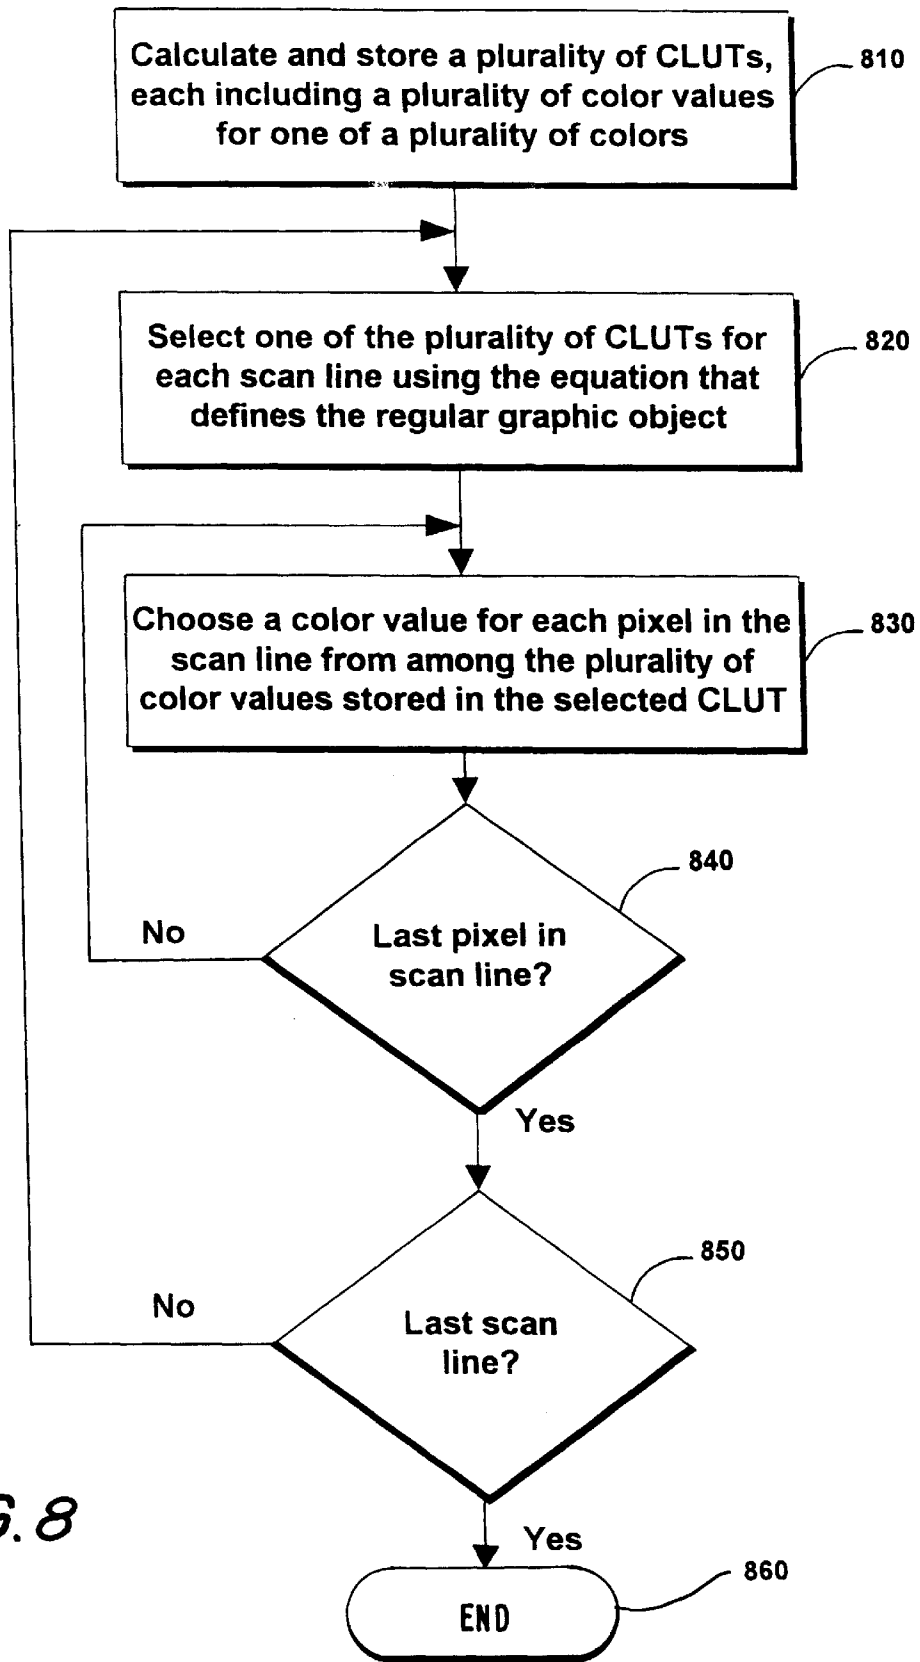 Calculate and store a plurality of CLUTs,
each including a plurality of color values
for one of a plurality of colors
810
Select one of the plurality of CLUTs for
each scan line using the equation that
defines the regular graphic object
820
Choose a color value for each pixel in the
scan line from among the plurality of
color values stored in the selected CLUT
830
840
Last pixel in
scan line?
No
Yes
850
Last scan
line?
No
Yes
G. 8
END
860